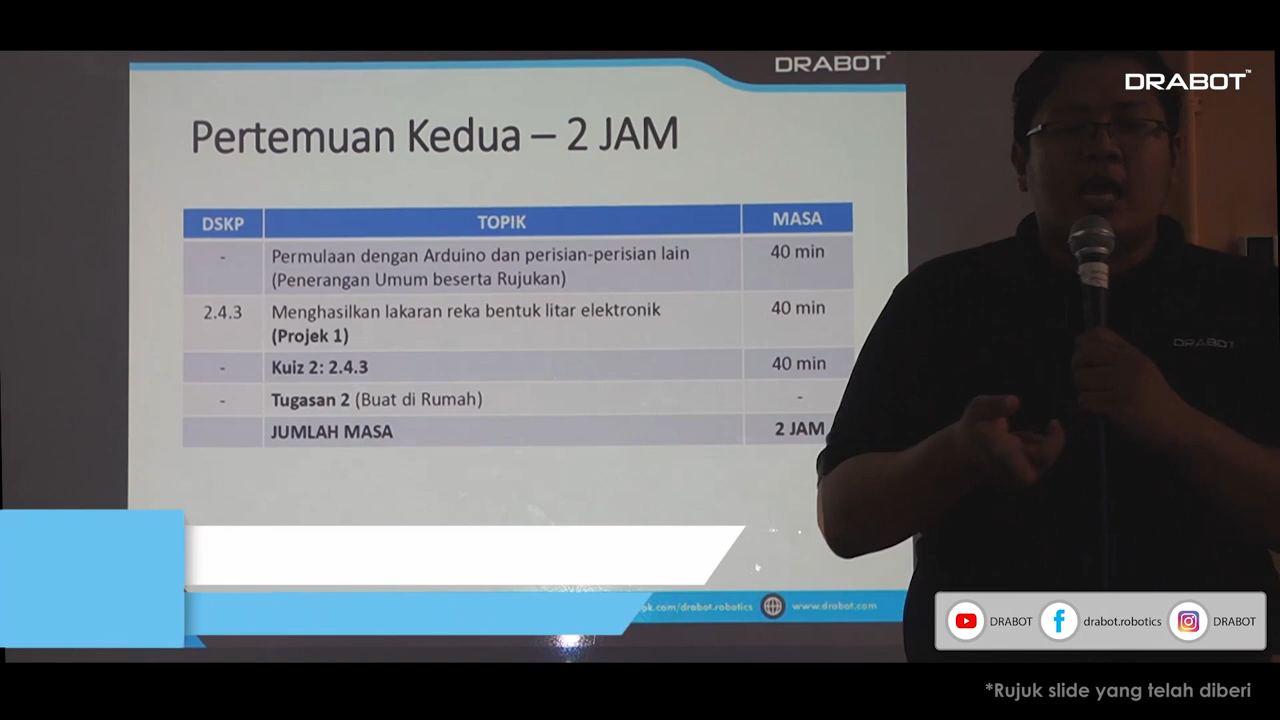 DRABOT
DRABOT™
Pertemuan Kedua – 2 JAM
DSKP TOPIK MASA
- Permulaan dengan Arduino dan perisian-perisian lain 40 min
(Penerangan Umum beserta Rujukan)
2.4.3 Menghasilkan lakaran reka bentuk litar elektronik 40 min
(Projek 1)
- Kuiz 2: 2.4.3 40 min
- Tugasan 2 (Buat di Rumah) -
JUMLAH MASA 2 JAM
DRABOT
.com/drabot.robotics www.drabot.com
DRABOT drabot.robotics DRABOT
*Rujuk slide yang telah diberi